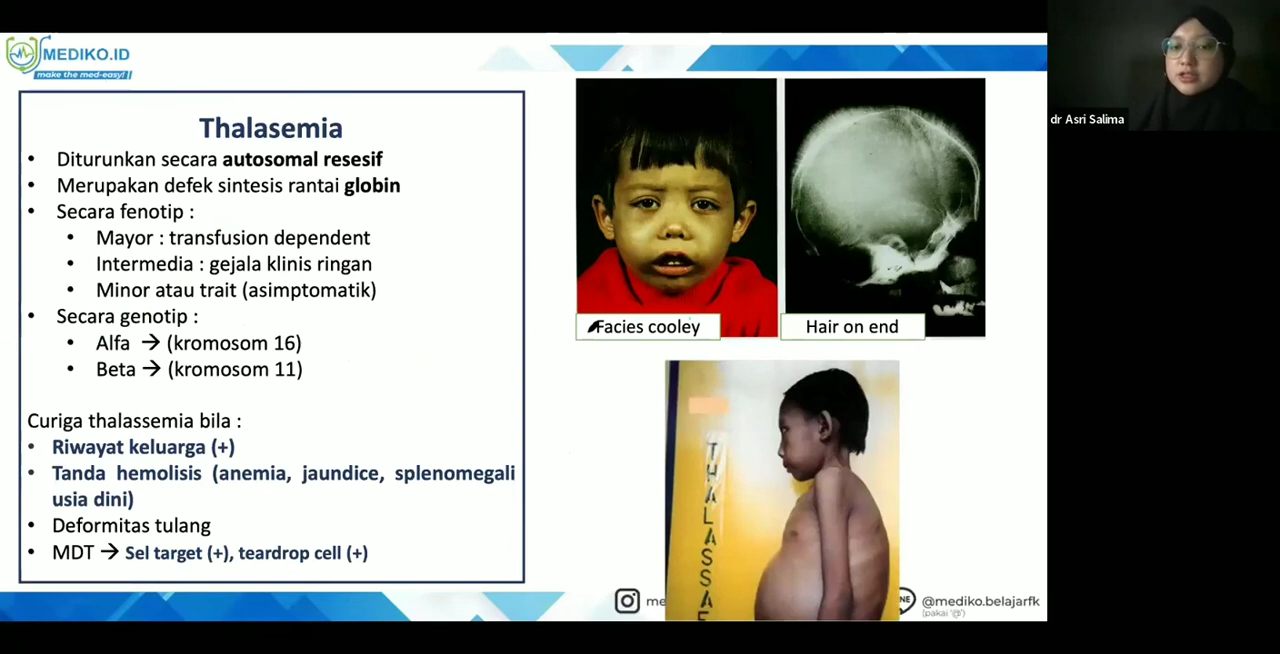 MEDIKO.ID
make the med-easy!
Thalasemia
• Diturunkan secara autosomal resesif
• Merupakan defek sintesis rantai globin
• Secara fenotip :
• Mayor : transfusion dependent
• Intermedia : gejala klinis ringan
• Minor atau trait (asimptomatik)
• Secara genotip :
• Alfa → (kromosom 16)
• Beta → (kromosom 11)
Curiga thalassemia bila :
• Riwayat keluarga (+)
• Tanda hemolisis (anemia, jaundice, splenomegali
usia dini)
• Deformitas tulang
• MDT → Sel target (+), teardrop cell (+)
Facies cooley
Hair on end
THALASSAE
me
@mediko.belajarfk
(pakai '@')
dr Asri Salima